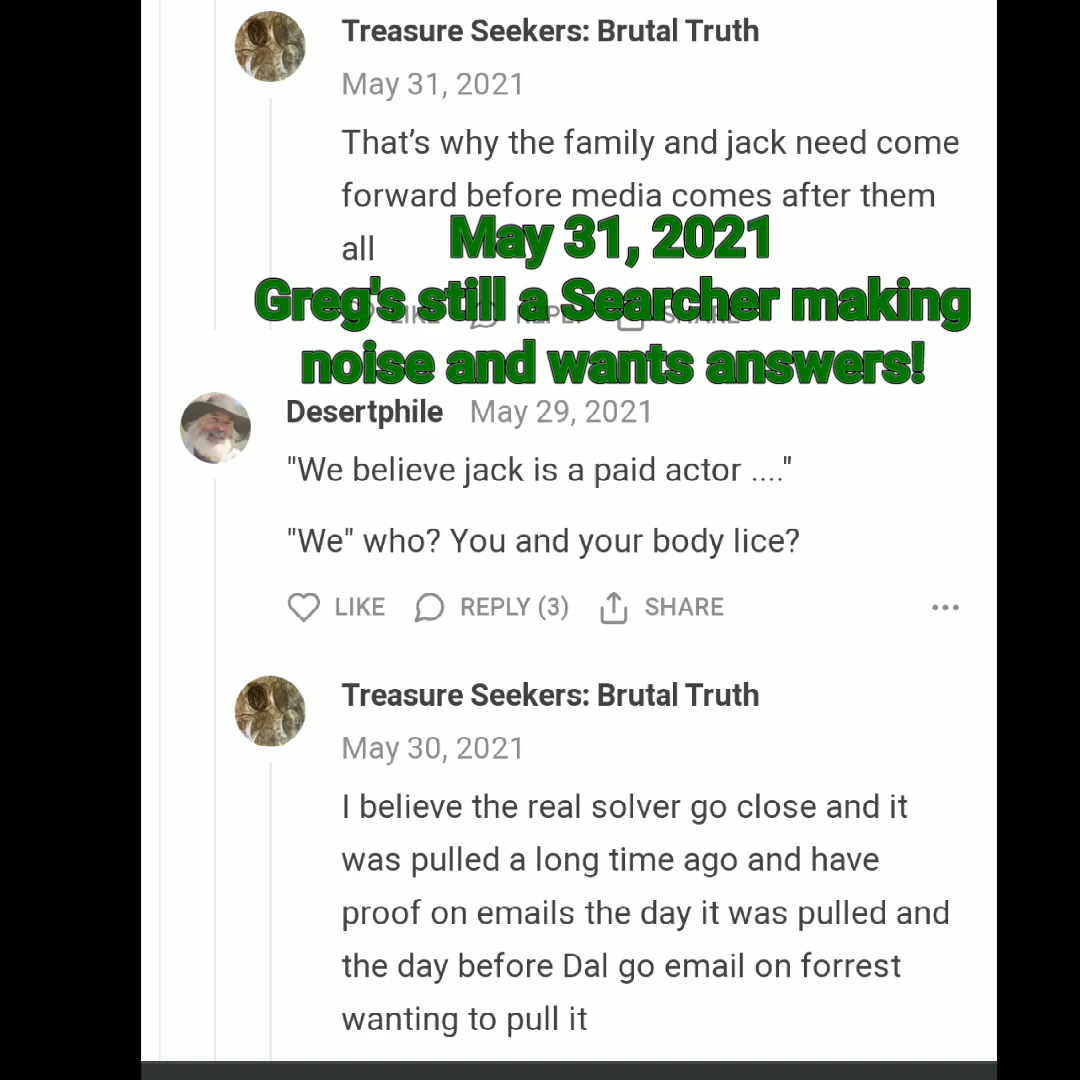 Treasure Seekers: Brutal Truth
May 31, 2021
That’s why the family and jack need come
forward before media comes after them
all
May 31, 2021
Greg's still a Searcher making
noise and wants answers!
LIKE REPLY SHARE
Desertphile May 29, 2021
"We believe jack is a paid actor ...."
"We" who? You and your body lice?
LIKE REPLY (3) SHARE
Treasure Seekers: Brutal Truth
May 30, 2021
I believe the real solver go close and it
was pulled a long time ago and have
proof on emails the day it was pulled and
the day before Dal go email on forrest
wanting to pull it